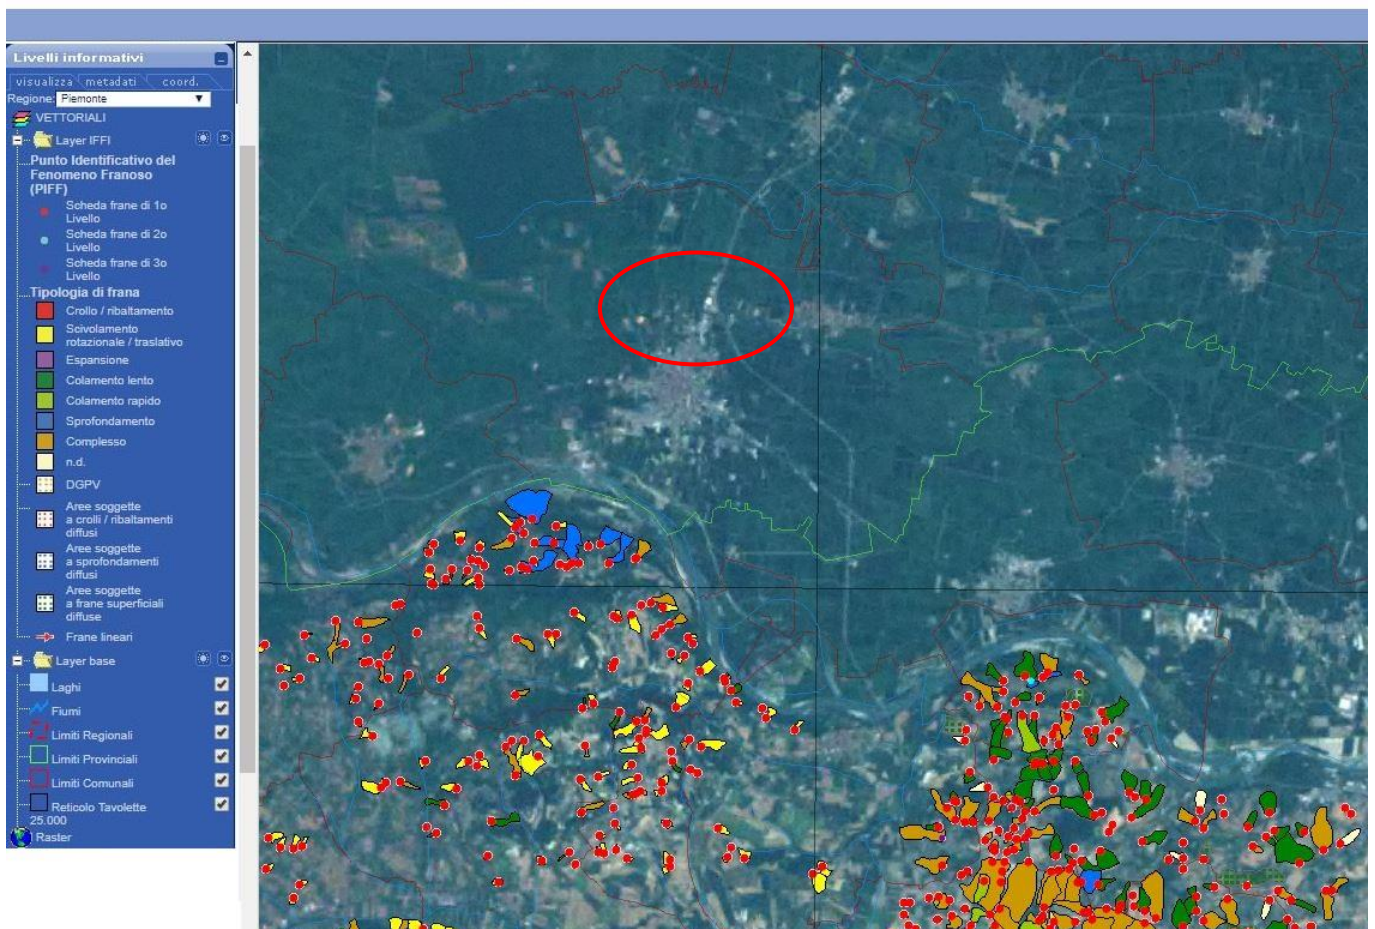 Livelli informativi
visualizza metadati coord.
Regione: Piemonte
VETTORIALI
Layer IFFI
Punto Identificativo del
Fenomeno Franoso
(PIFF)
Scheda frane di 1o
Livello
Scheda frane di 2o
Livello
Scheda frane di 3o
Livello
Tipologia di frana
Crollo / ribaltamento
Scivolamento
rotazionale / traslativo
Espansione
Colamento lento
Colamento rapido
Sprofondamento
Complesso
n.d.
DGPV
Aree soggette
a crolli / ribaltamenti
diffusi
Aree soggette
a sprofondamenti
diffusi
Aree soggette
a frane superficiali
diffuse
Frane lineari
Layer base
Laghi
Fiumi
Limiti Regionali
Limiti Provinciali
Limiti Comunali
Reticolo Tavolette
25.000
Raster